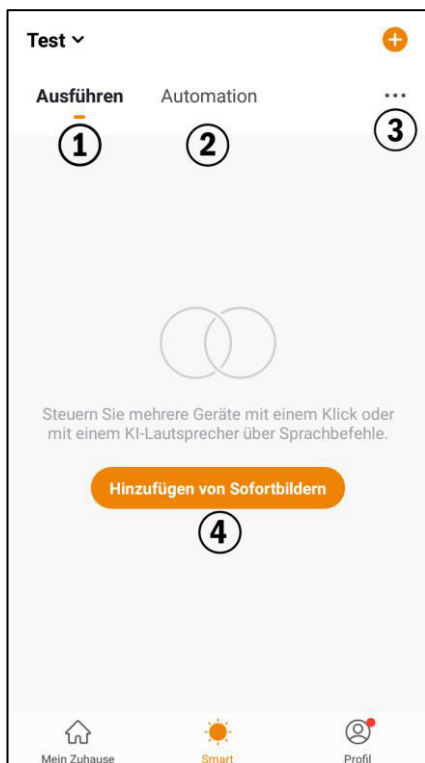 Test
Ausführen Automation ...
1 2 3
Steuern Sie mehrere Geräte mit einem Klick oder
mit einem KI-Lautsprecher über Sprachbefehle.
Hinzufügen von Sofortbildern
4
Mein Zuhause Smart Profil